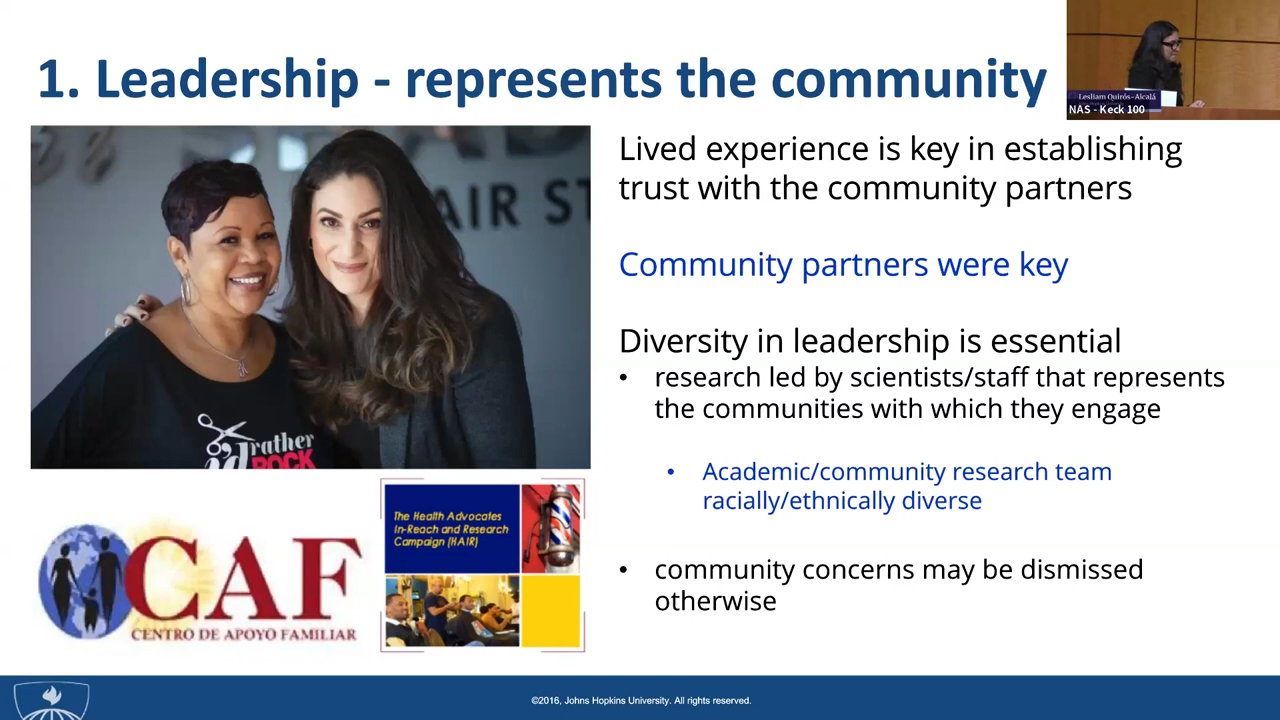 1. Leadership - represents the community
Lesliam Quirós-Alcalá
NAS - Keck 100
AIR ST
rather
ROCK
Lived experience is key in establishing
trust with the community partners
Community partners were key
Diversity in leadership is essential
• research led by scientists/staff that represents
the communities with which they engage
• Academic/community research team
racially/ethnically diverse
• community concerns may be dismissed
otherwise
CAF
CENTRO DE APOYO FAMILIAR
The Health Advocates
In-Reach and Research
Campaign (HAIR)
©2016, Johns Hopkins University. All rights reserved.